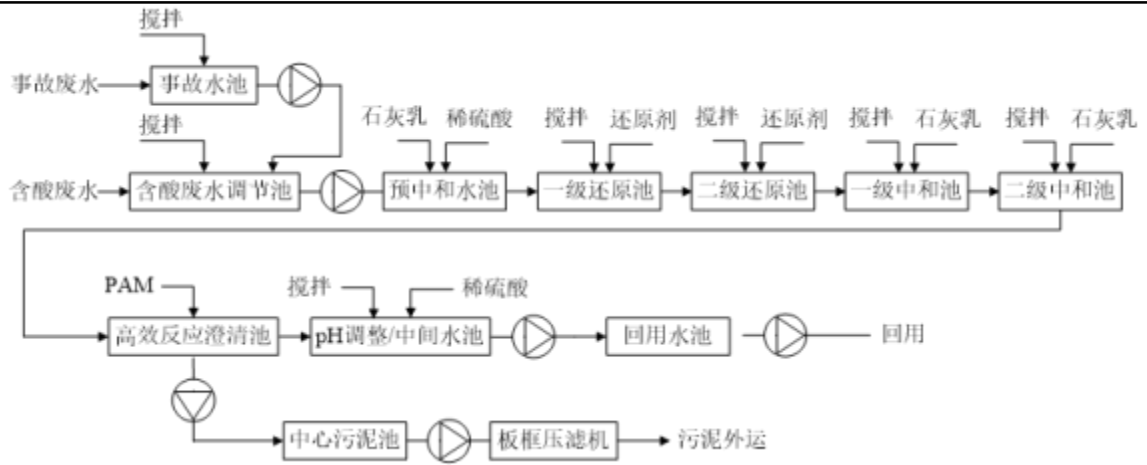 搅拌
事故废水
事故水池
搅拌
石灰乳 稀硫酸 搅拌 还原剂 搅拌 还原剂 搅拌 石灰乳 搅拌 石灰乳
含酸废水 含酸废水调节池 预中和水池 一级还原池 二级还原池 一级中和池 二级中和池
PAM 搅拌 稀硫酸
高效反应澄清池 pH调整/中间水池 回用水池 回用
中心污泥池 板框压滤机 污泥外运